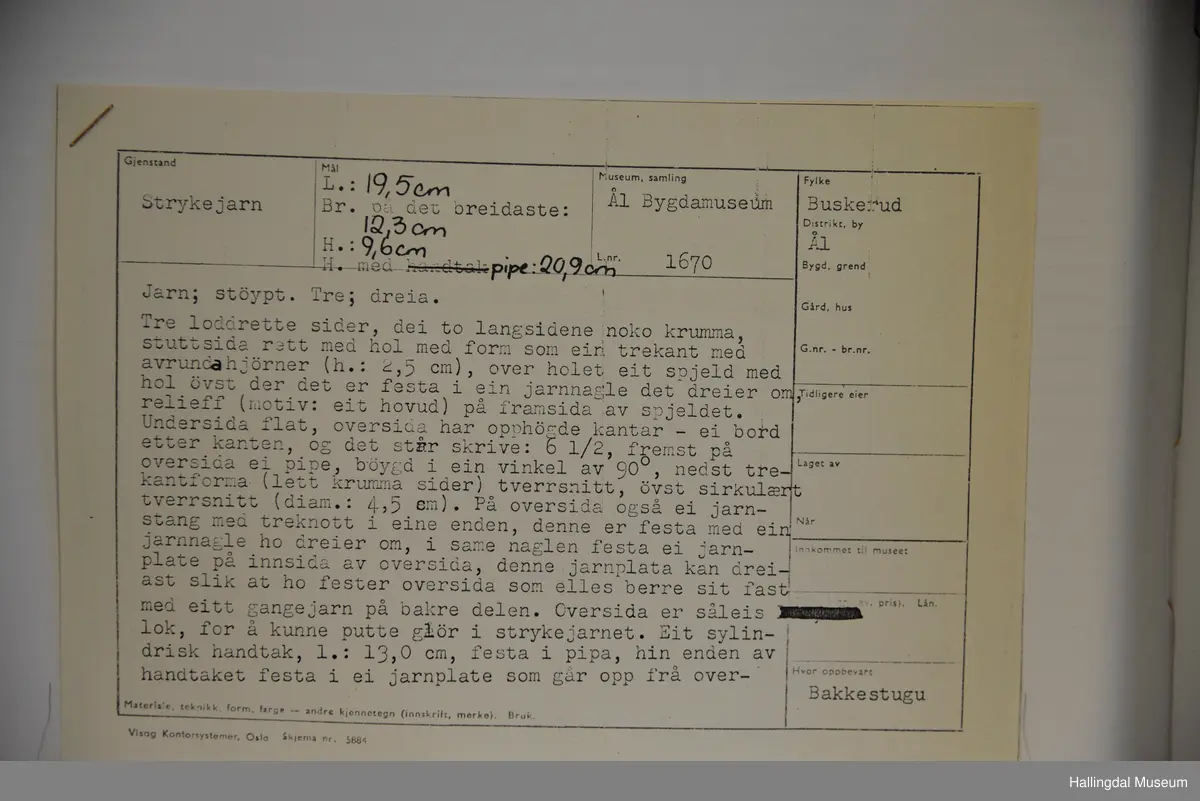 Gjenstand
Strykejarn
Mål
L.: 19,5cm
Br. på det breidaste:
12,3cm
H.: 9,6cm
H. med handtak pipe: 20,9cm
Museum, samling
Ål Bygdamuseum
L.nr. 1670
Fylke
Buskerud
Distrikt, by
Ål
Bygd, grend
Gård, hus
G.nr. - br.nr.
Tidligere eier
Laget av
Når
Innkommet til museet
pris). Lån.
Hvor oppbevart
Bakkestugu
Jarn; stöypt. Tre; dreia.
Tre loddrette sider, dei to langsidene noko krumma,
stuttsida rett med hol med form som ein trekant med
avrunda hjörner (h.: 2,5 cm), over holet eit spjeld med
hol övst der det er festa i ein jarnnagle det dreier om,
relieff (motiv: eit hovud) på framsida av spjeldet.
Undersida flat, oversida har opphögde kantar - ei bord
etter kanten, og det står skrive: 6 1/2, fremst på
oversida ei pipe, böygd i ein vinkel av 90°, nedst tre-
kantforma (lett krumma sider) tverrsnitt, övst sirkulært
tverrsnitt (diam.: 4,5 cm). På oversida også ei jarn-
stang med treknott i eine enden, denne er festa med ein
jarnnagle ho dreier om, i same naglen festa ei jarn-
plate på innsida av oversida, denne jarnplata kan drei-
ast slik at ho fester oversida som elles berre sit fast
med eitt gangejarn på bakre delen. Oversida er såleis
lok, for å kunne putte glör i strykejarnet. Eit sylin-
drisk handtak, l.: 13,0 cm, festa i pipa, hin enden av
handtaket festa i ei jarnplate som går opp frå over-
Materiale, teknikk, form, farge — andre kjennetegn (innskrift, merke). Bruk.
Visag Kontorsystemer, Oslo Skjema nr. 5884
Hallingdal Museum